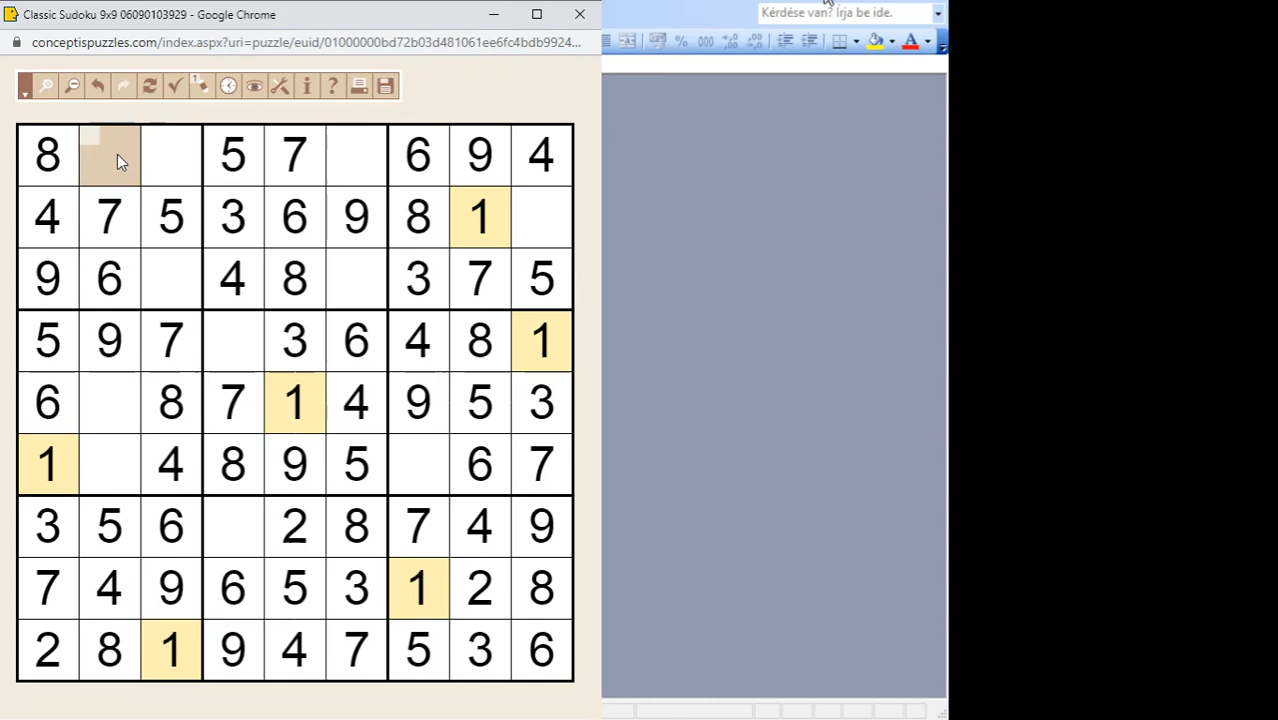 Classic Sudoku 9x9 06090103929 - Google Chrome
conceptispuzzles.com/index.aspx?uri=puzzle/euid/01000000bd72b03d481061ee6fc4bdb9924...
Kérdése van? Írja be ide.
8 5 7 6 9 4
4 7 5 3 6 9 8 1
9 6 4 8 3 7 5
5 9 7 3 6 4 8 1
6 8 7 1 4 9 5 3
1 4 8 9 5 6 7
3 5 6 2 8 7 4 9
7 4 9 6 5 3 1 2 8
2 8 1 9 4 7 5 3 6